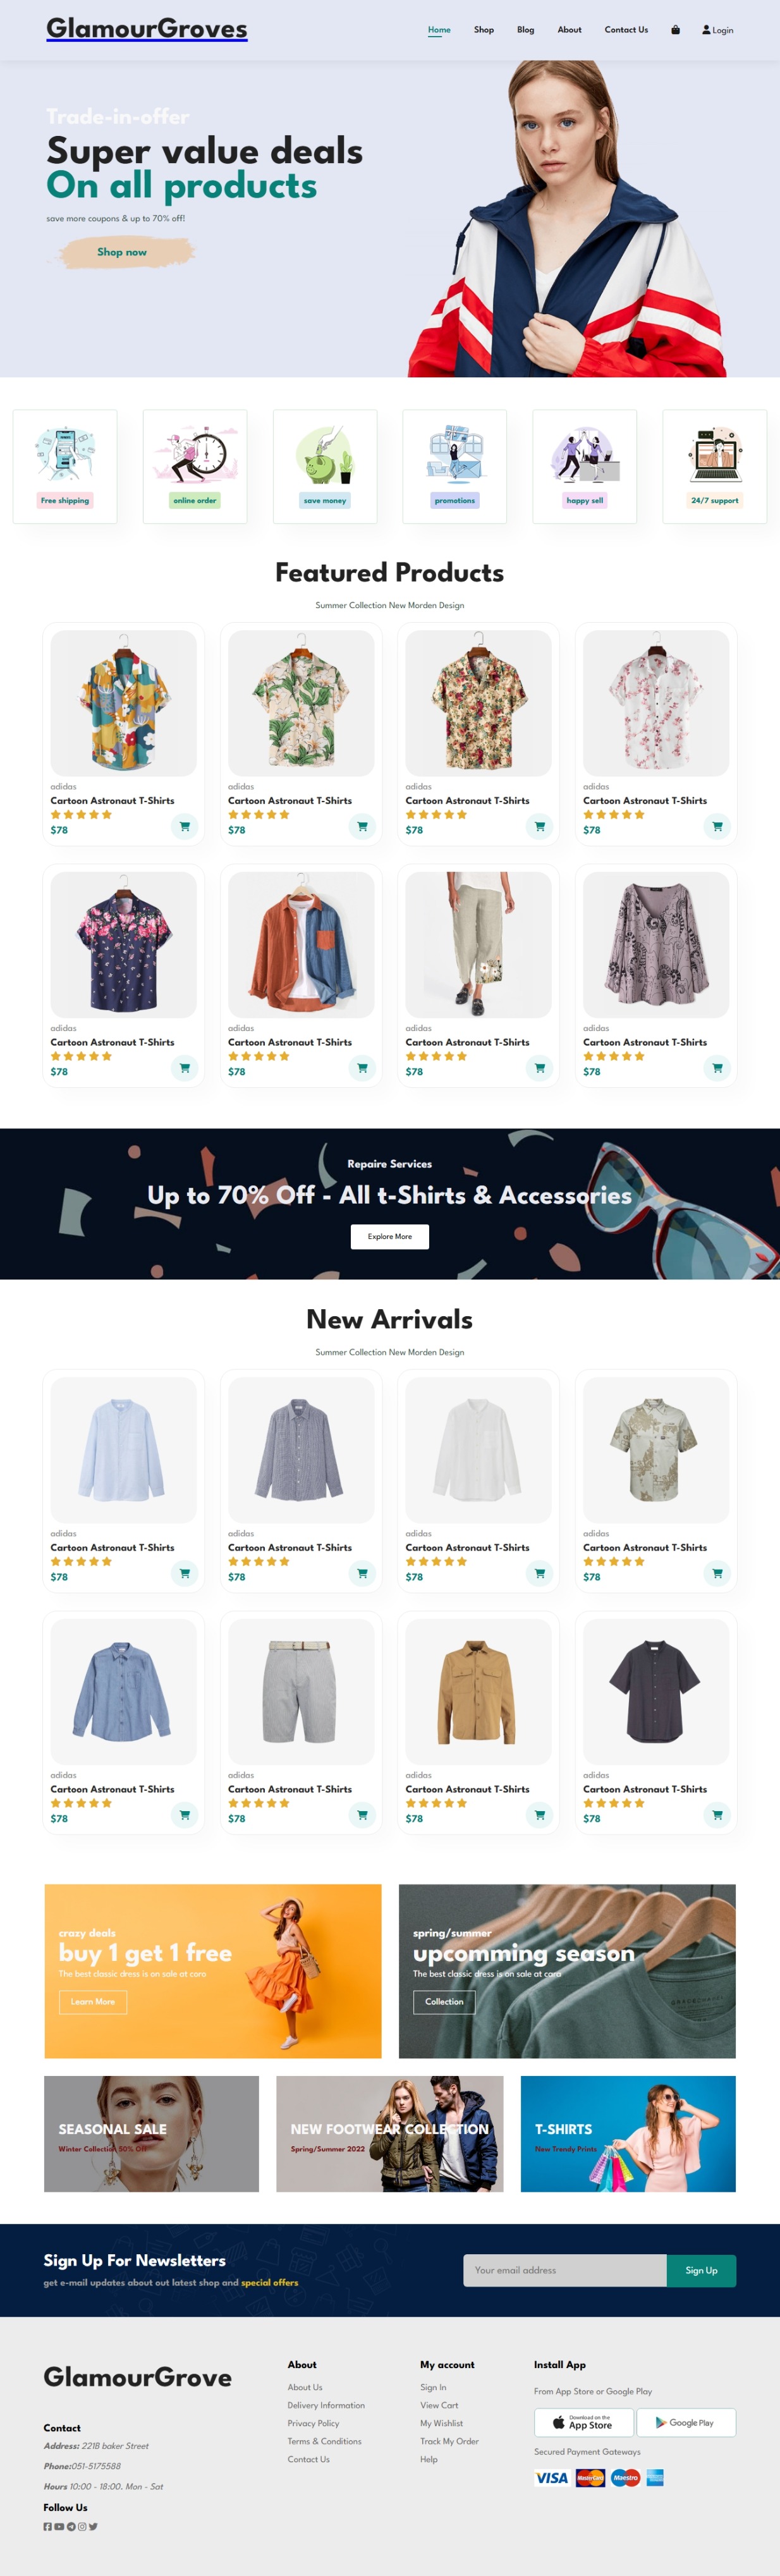 GlamourGroves
Home Shop Blog About Contact Us Login
Trade-in-offer
Super value deals
On all products
save more coupons & up to 70% off!
Shop now
Free shipping
online order
save money
promotions
happy sell
24/7 support
Featured Products
Summer Collection New Morden Design
adidas
Cartoon Astronaut T-Shirts
$78
adidas
Cartoon Astronaut T-Shirts
$78
adidas
Cartoon Astronaut T-Shirts
$78
adidas
Cartoon Astronaut T-Shirts
$78
adidas
Cartoon Astronaut T-Shirts
$78
adidas
Cartoon Astronaut T-Shirts
$78
adidas
Cartoon Astronaut T-Shirts
$78
adidas
Cartoon Astronaut T-Shirts
$78
Repaire Services
Up to 70% Off - All t-Shirts & Accessories
Explore More
New Arrivals
Summer Collection New Morden Design
adidas
Cartoon Astronaut T-Shirts
$78
adidas
Cartoon Astronaut T-Shirts
$78
adidas
Cartoon Astronaut T-Shirts
$78
adidas
Cartoon Astronaut T-Shirts
$78
adidas
Cartoon Astronaut T-Shirts
$78
adidas
Cartoon Astronaut T-Shirts
$78
adidas
Cartoon Astronaut T-Shirts
$78
adidas
Cartoon Astronaut T-Shirts
$78
crazy deals
buy 1 get 1 free
The best classic dress is on sale at cara
Learn More
spring/summer
upcomming season
The best classic dress is on sale at cara
Collection
SEASONAL SALE
Winter Collection 50% Off
NEW FOOTWEAR COLLECTION
Spring/Summer 2022
T-SHIRTS
New Trendy Prints
Sign Up For Newsletters
get e-mail updates about out latest shop and special offers
Your email address
Sign Up
GlamourGrove
Contact
Address: 221B baker Street
Phone:051-5175588
Hours 10:00 - 18:00. Mon - Sat
Follow Us
About
About Us
Delivery Information
Privacy Policy
Terms & Conditions
Contact Us
My account
Sign In
View Cart
My Wishlist
Track My Order
Help
Install App
From App Store or Google Play
Download on the
App Store
Google Play
Secured Payment Gateways
VISA
MasterCard
Maestro